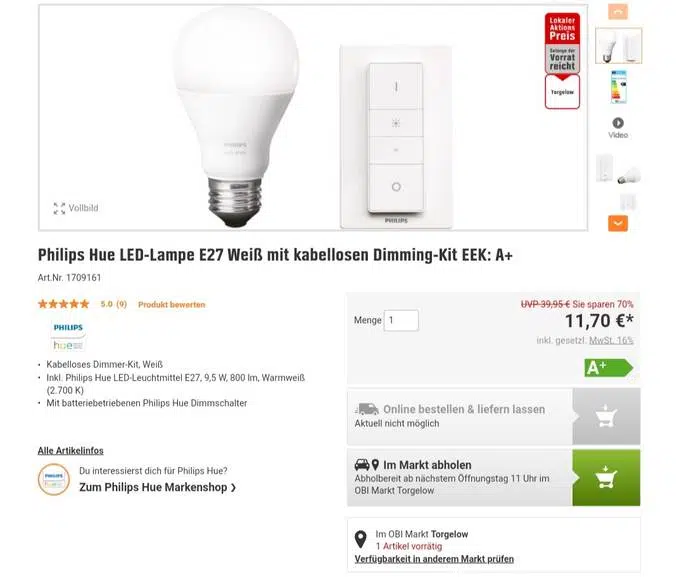 Lokaler
Aktions
Preis
Solange der
Vorrat
reicht
Torgelow
PHILIPS
Video
Vollbild
PHILIPS
Philips Hue LED-Lampe E27 Weiß mit kabellosen Dimming-Kit EEK: A+
Art.Nr. 1709161
5.0 (9) Produkt bewerten
PHILIPS
hue
Kabelloses Dimmer-Kit, Weiß
Inkl. Philips Hue LED-Leuchtmittel E27, 9,5 W, 800 lm, Warmweiß
(2.700 K)
Mit batteriebetriebenen Philips Hue Dimmschalter
Alle Artikelinfos
PHILIPS
hue
Du interessierst dich für Philips Hue?
Zum Philips Hue Markenshop ❯
UVP 39,95 € Sie sparen 70%
Menge 1
11,70 €*
inkl. gesetzl. MwSt. 16%
A+
Online bestellen & liefern lassen
Aktuell nicht möglich
Im Markt abholen
Abholbereit ab nächstem Öffnungstag 11 Uhr im
OBI Markt Torgelow
Im OBI Markt Torgelow
1 Artikel vorrätig
Verfügbarkeit in anderem Markt prüfen